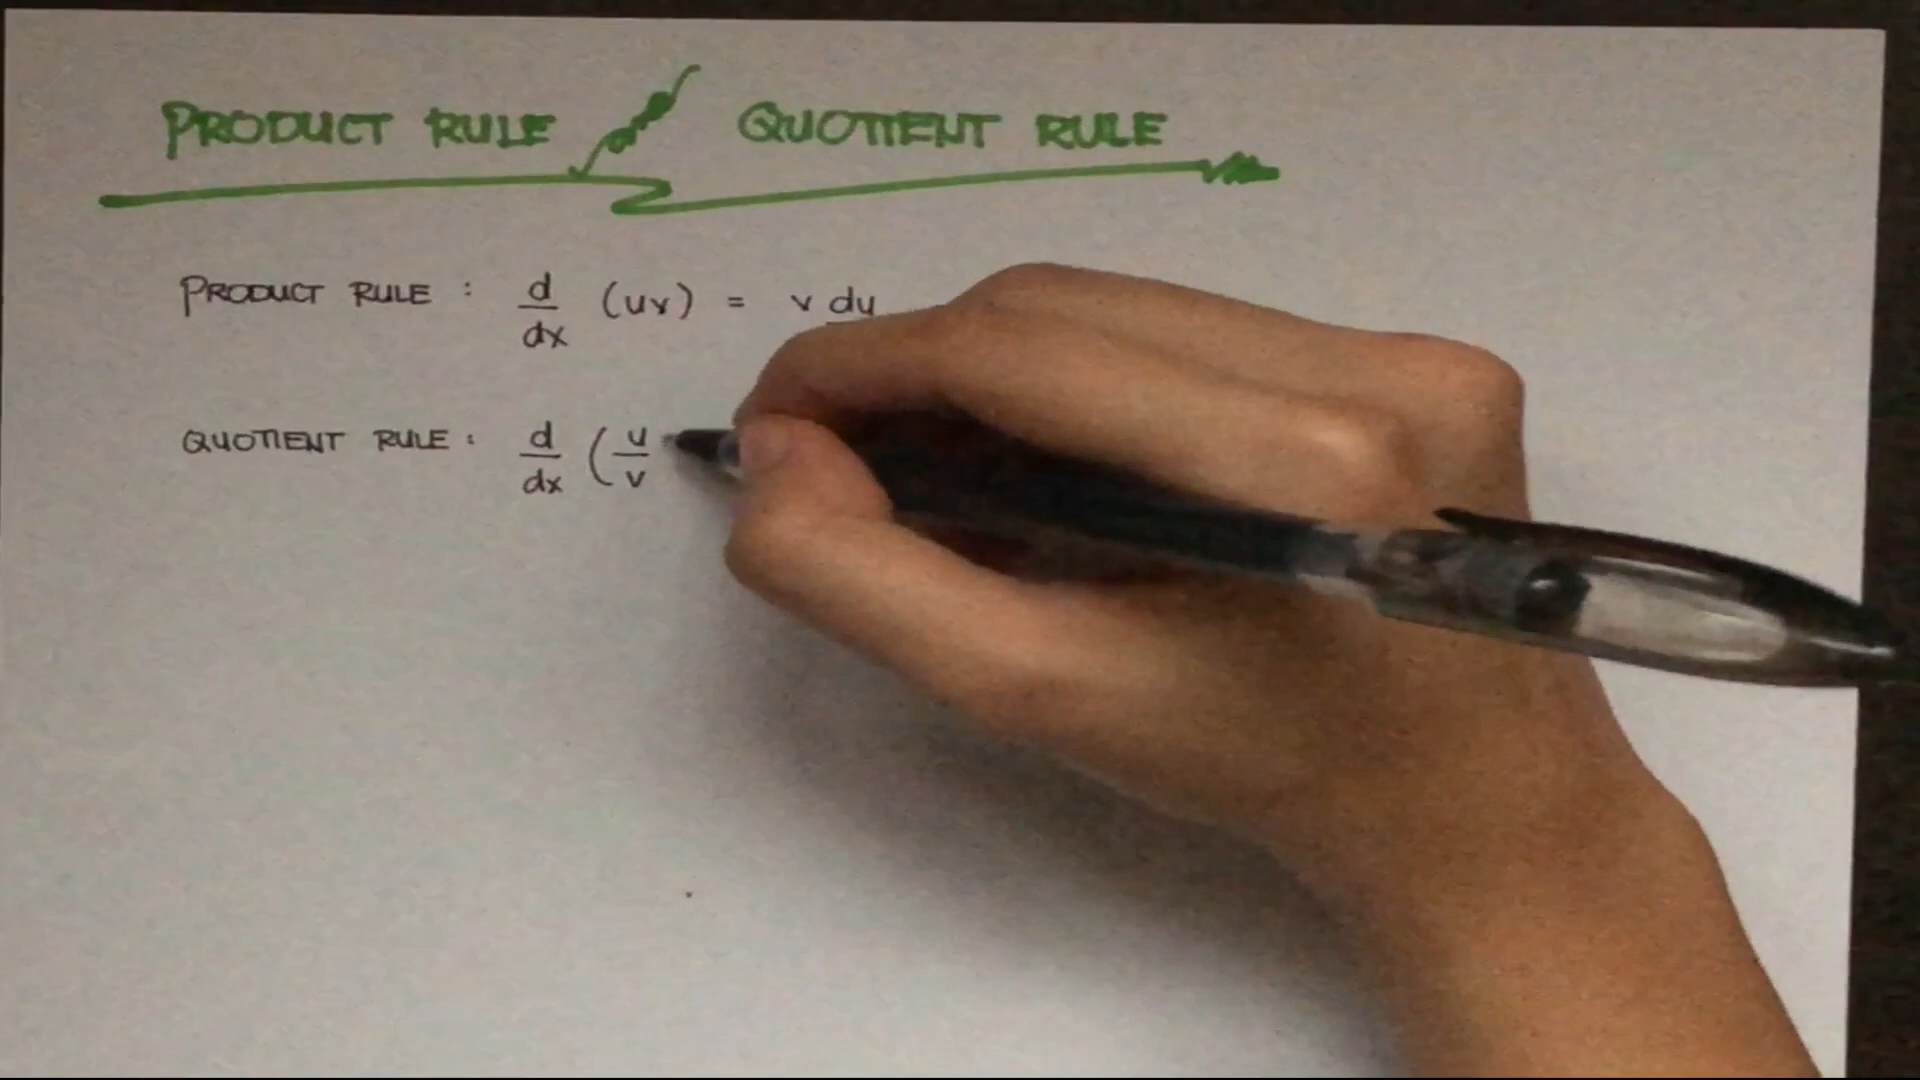 PRODUCT RULE QUOTIENT RULE
PRODUCT RULE : d/dx (uv) = v du
QUOTIENT RULE : d/dx (u/v